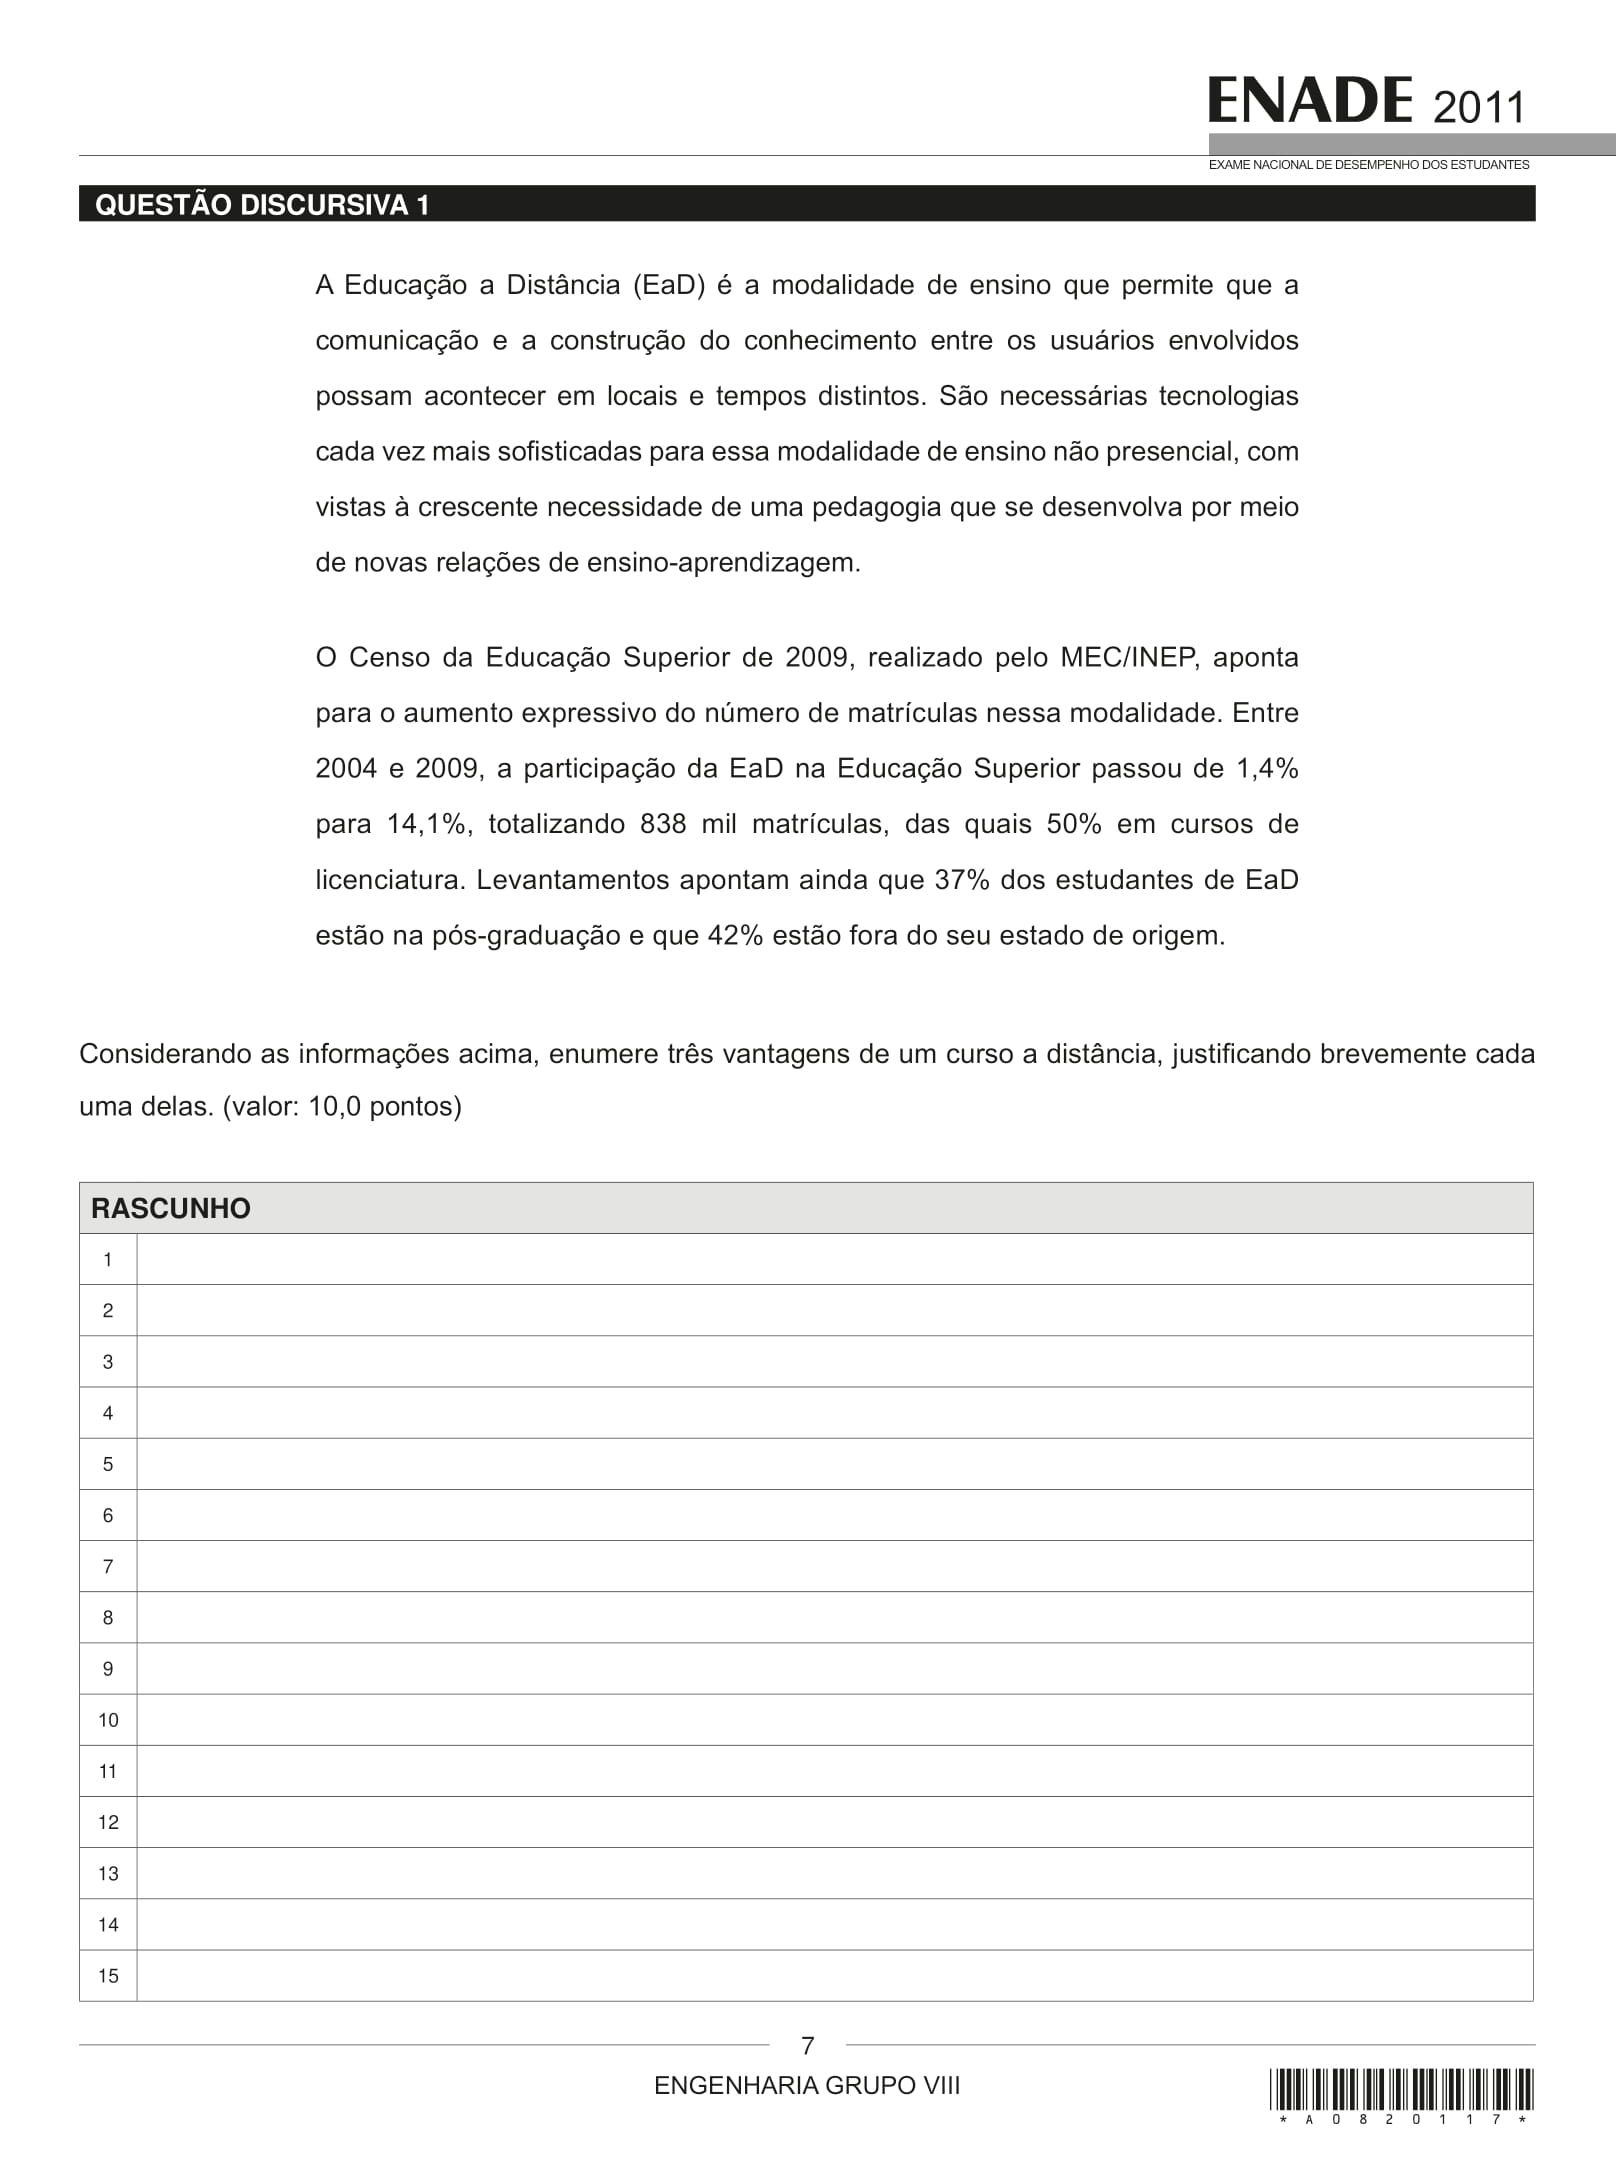 ENADE 2011
EXAME NACIONAL DE DESEMPENHO DOS ESTUDANTES
QUESTÃO DISCURSIVA 1
A Educação a Distância (EaD) é a modalidade de ensino que permite que a
comunicação e a construção do conhecimento entre os usuários envolvidos
possam acontecer em locais e tempos distintos. São necessárias tecnologias
cada vez mais sofisticadas para essa modalidade de ensino não presencial, com
vistas à crescente necessidade de uma pedagogia que se desenvolva por meio
de novas relações de ensino-aprendizagem.
O Censo da Educação Superior de 2009, realizado pelo MEC/INEP, aponta
para o aumento expressivo do número de matrículas nessa modalidade. Entre
2004 e 2009, a participação da EaD na Educação Superior passou de 1,4%
para 14,1%, totalizando 838 mil matrículas, das quais 50% em cursos de
licenciatura. Levantamentos apontam ainda que 37% dos estudantes de EaD
estão na pós-graduação e que 42% estão fora do seu estado de origem.
Considerando as informações acima, enumere três vantagens de um curso a distância, justificando brevemente cada
uma delas. (valor: 10,0 pontos)
RASCUNHO
1
2
3
4
5
6
7
8
9
10
11
12
13
14
15
7
ENGENHARIA GRUPO VIII
*A0820117*